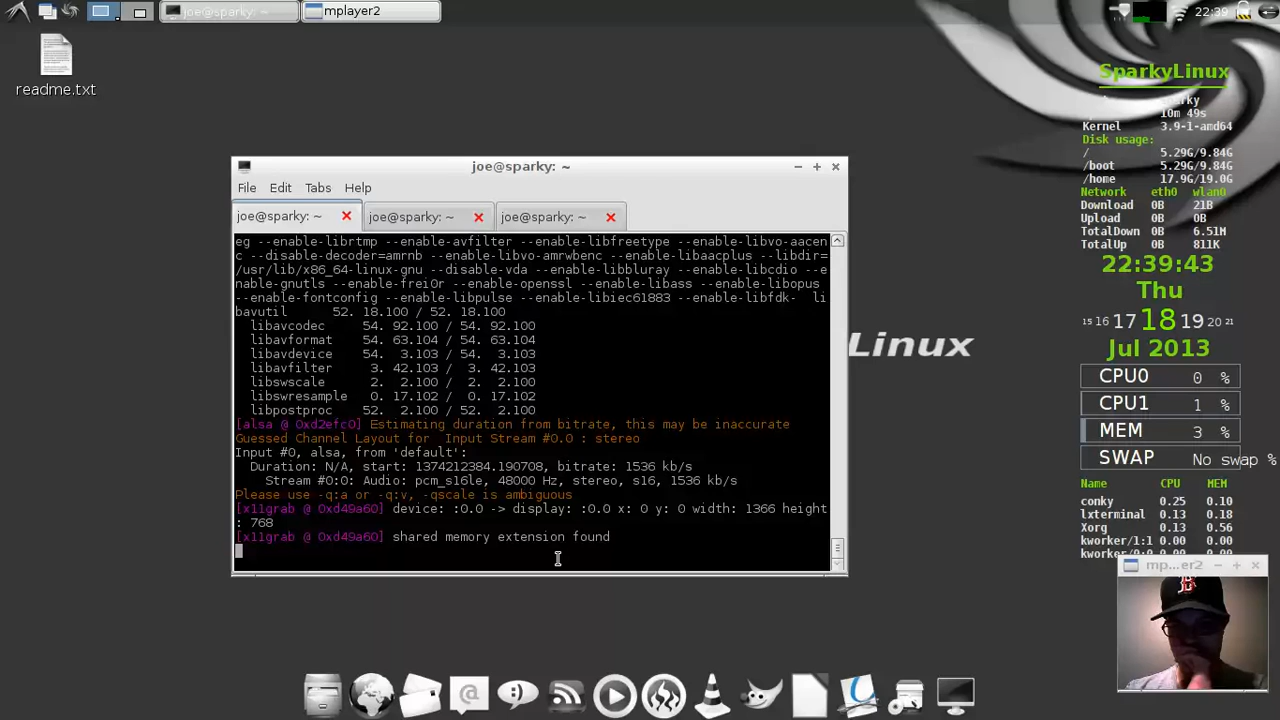 joe@sparky: ~
mplayer2
22:39
readme.txt
SparkyLinux
sparky
10m 49s
Kernel 3.9-1-amd64
Disk usage:
/ 5.29G/9.84G
/boot 5.29G/9.84G
/home 17.9G/19.0G
Network eth0 wlan0
Download 0B 21B
Upload 0B 0B
TotalDown 0B 6.51M
TotalUp 0B 811K
22:39:43
Thu
15 16 17 18 19 20 21
Jul 2013
CPU0 0 %
CPU1 1 %
MEM 3 %
SWAP No swap %
Name CPU MEM
conky 0.25 0.10
lxterminal 0.13 0.18
Xorg 0.13 0.56
kworker/1:1 0.00 0.00
kworker/0:
joe@sparky: ~
File Edit Tabs Help
joe@sparky: ~ joe@sparky: ~ joe@sparky: ~
eg --enable-librtmp --enable-avfilter --enable-libfreetype --enable-libvo-aacen
c --disable-decoder=amrnb --enable-libvo-amrwbenc --enable-libaacplus --libdir=
/usr/lib/x86_64-linux-gnu --disable-vda --enable-libbluray --enable-libcdio --e
nable-gnutls --enable-frei0r --enable-openssl --enable-libass --enable-libopus
--enable-fontconfig --enable-libpulse --enable-libiec61883 --enable-libfdk- li
bavutil 52. 18.100 / 52. 18.100
libavcodec 54. 92.100 / 54. 92.100
libavformat 54. 63.104 / 54. 63.104
libavdevice 54. 3.103 / 54. 3.103
libavfilter 3. 42.103 / 3. 42.103
libswscale 2. 2.100 / 2. 2.100
libswresample 0. 17.102 / 0. 17.102
libpostproc 52. 2.100 / 52. 2.100
[alsa @ 0xd2efc0] Estimating duration from bitrate, this may be inaccurate
Guessed Channel Layout for Input Stream #0.0 : stereo
Input #0, alsa, from 'default':
Duration: N/A, start: 1374212384.190708, bitrate: 1536 kb/s
Stream #0:0: Audio: pcm_s16le, 48000 Hz, stereo, s16, 1536 kb/s
Please use -q:a or -q:v, -qscale is ambiguous
[x11grab @ 0xd49a60] device: :0.0 -> display: :0.0 x: 0 y: 0 width: 1366 height
: 768
[x11grab @ 0xd49a60] shared memory extension found
Linux
mp...er2
B